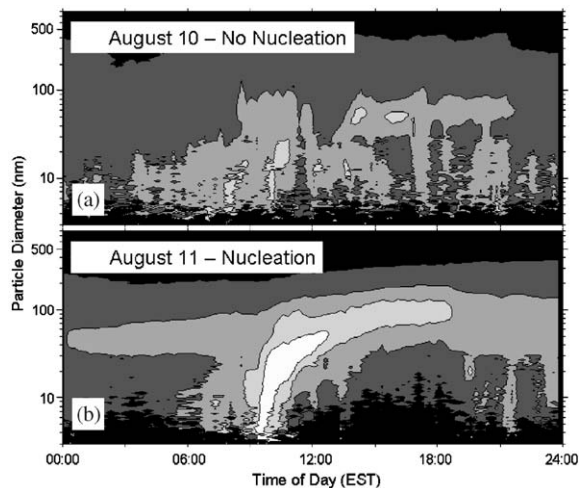 500
August 10 – No Nucleation
100
10
(a)
Particle Diameter (nm)
500
August 11 – Nucleation
100
10
(b)
00:00 06:00 12:00 18:00 24:00
Time of Day (EST)